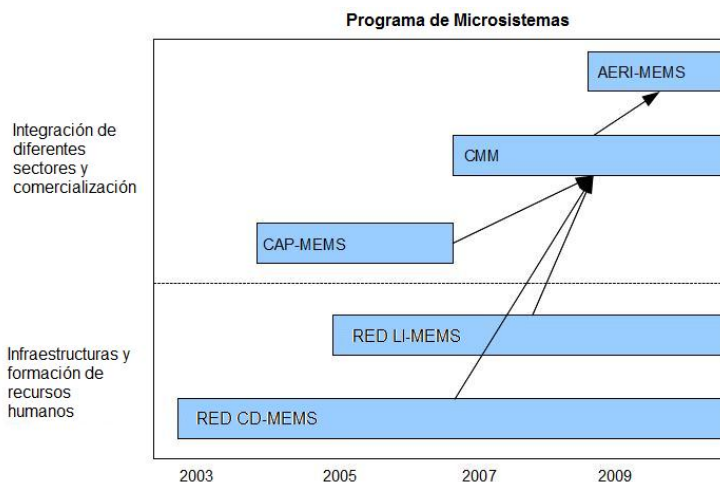 Programa de Microsistemas
AERI-MEMS
Integración de
diferentes
sectores y
comercialización
CMM
CAP-MEMS
RED LI-MEMS
Infraestructuras y
formación de
recursos
humanos
RED CD-MEMS
2003 2005 2007 2009